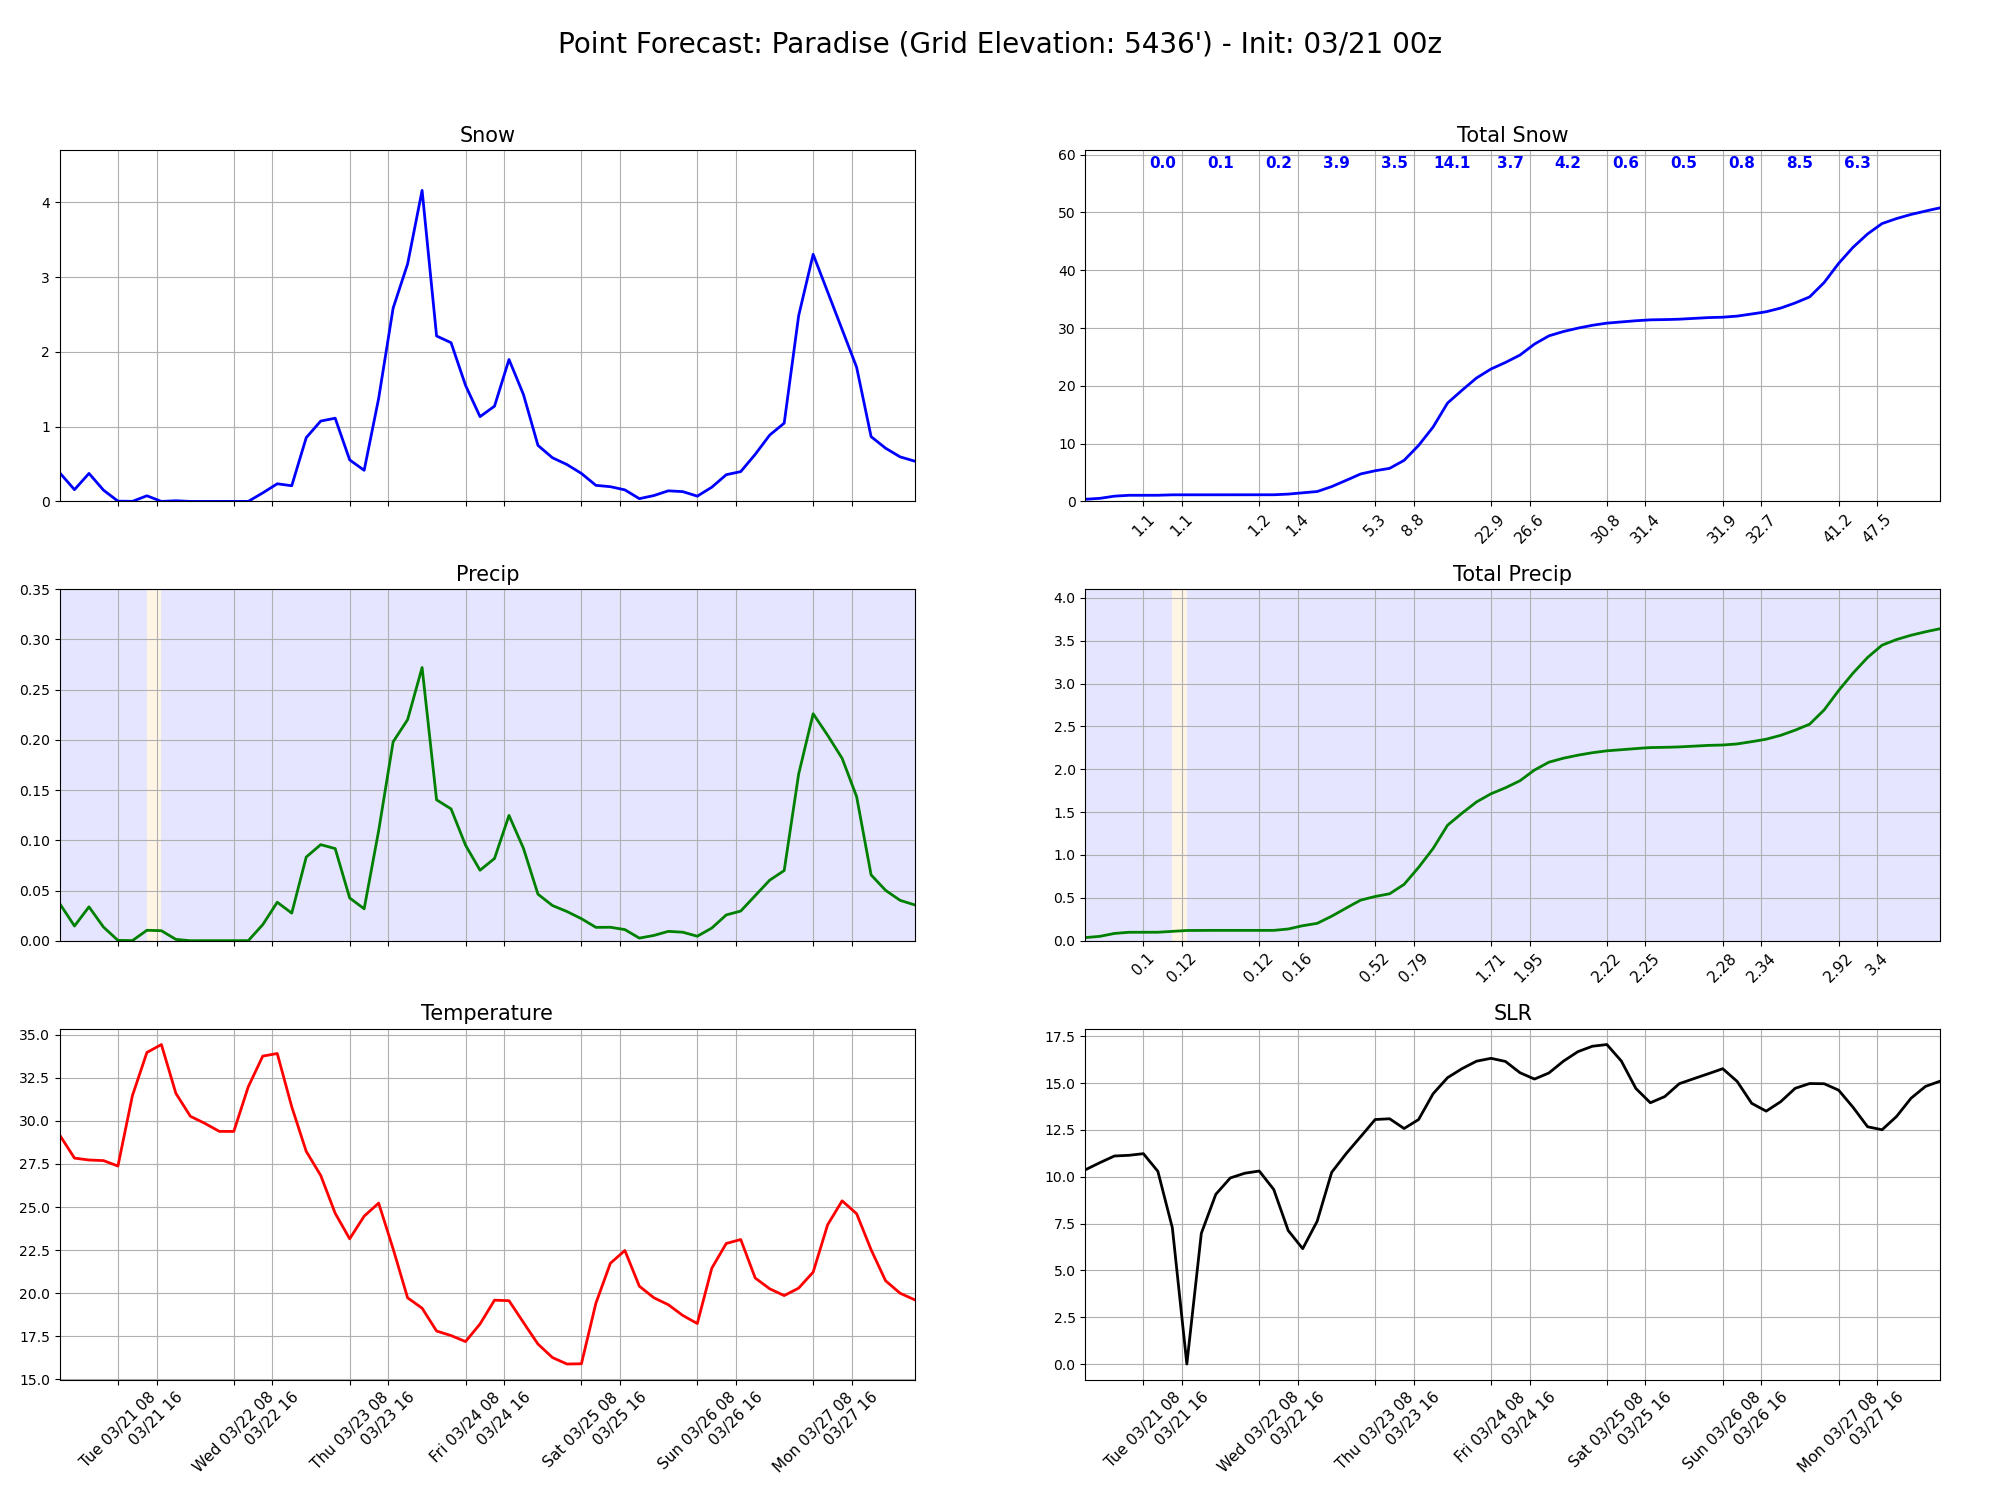 Point Forecast: Paradise (Grid Elevation: 5436') - Init: 03/21 00z
Snow
4
3
2
1
0
Total Snow
0.0 0.1 0.2 3.9 3.5 14.1 3.7 4.2 0.6 0.5 0.8 8.5 6.3
60
50
40
30
20
10
0
1.1 1.1 1.2 1.4 5.3 8.8 22.9 26.6 30.8 31.4 31.9 32.7 41.2 47.5
Precip
0.35
0.30
0.25
0.20
0.15
0.10
0.05
0.00
Total Precip
4.0
3.5
3.0
2.5
2.0
1.5
1.0
0.5
0.0
0.1 0.12 0.12 0.16 0.52 0.79 1.71 1.95 2.22 2.25 2.28 2.34 2.92 3.4
Temperature
35.0
32.5
30.0
27.5
25.0
22.5
20.0
17.5
15.0
Tue 03/21 08
03/21 16
Wed 03/22 08
03/22 16
Thu 03/23 08
03/23 16
Fri 03/24 08
03/24 16
Sat 03/25 08
03/25 16
Sun 03/26 08
03/26 16
Mon 03/27 08
03/27 16
SLR
17.5
15.0
12.5
10.0
7.5
5.0
2.5
0.0
Tue 03/21 08
03/21 16
Wed 03/22 08
03/22 16
Thu 03/23 08
03/23 16
Fri 03/24 08
03/24 16
Sat 03/25 08
03/25 16
Sun 03/26 08
03/26 16
Mon 03/27 08
03/27 16